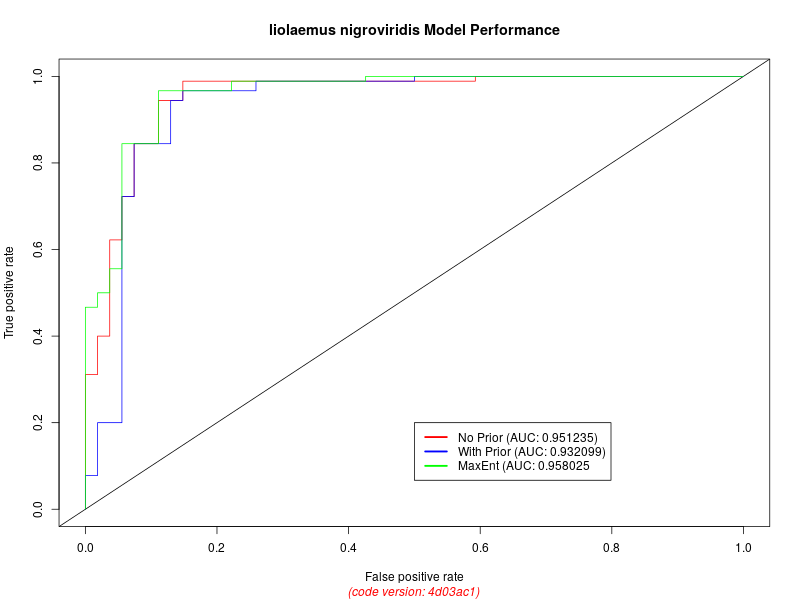 liolaemus nigroviridis Model Performance
True positive rate
1.0
0.8
0.6
0.4
0.2
0.0
No Prior (AUC: 0.951235)
With Prior (AUC: 0.932099)
MaxEnt (AUC: 0.958025
0.0 0.2 0.4 0.6 0.8 1.0
False positive rate
(code version: 4d03ac1)